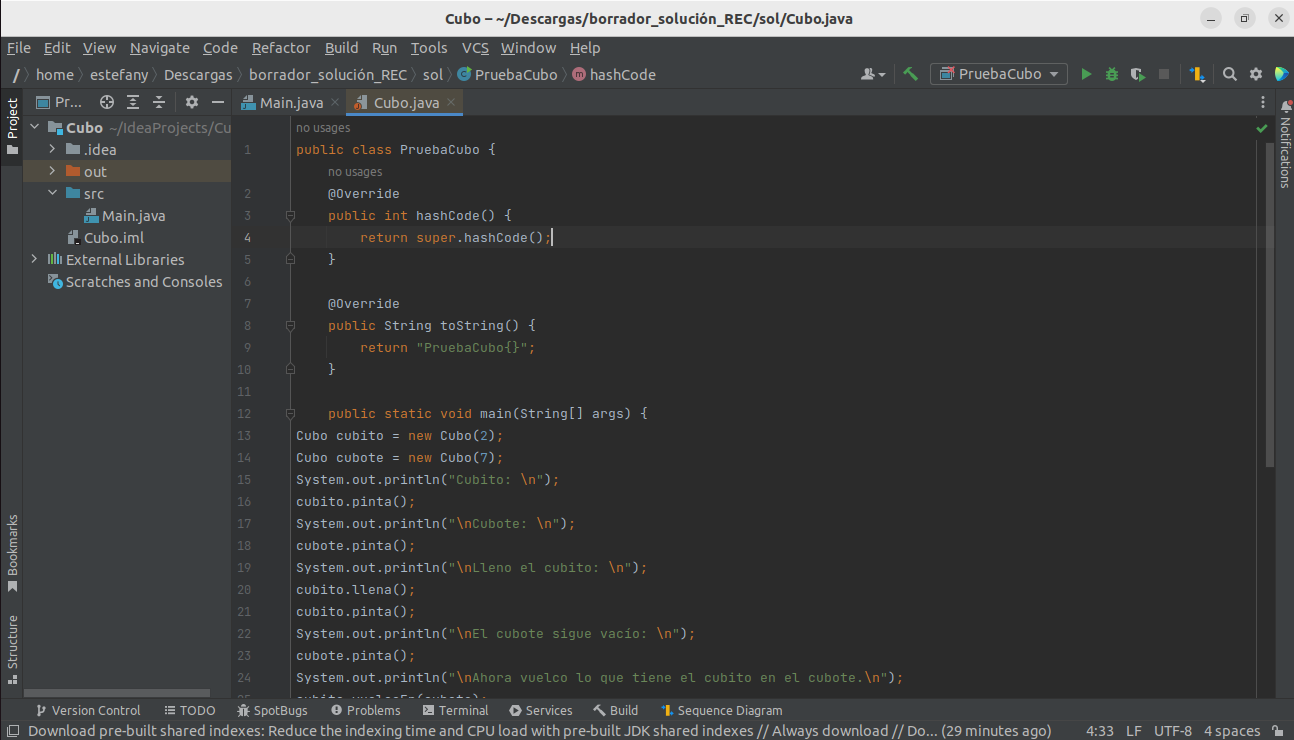 Cubo – ~/Descargas/borrador_solución_REC/sol/Cubo.java
File Edit View Navigate Code Refactor Build Run Tools VCS Window Help
/ home estefany Descargas borrador_solución_REC sol PruebaCubo hashCode PruebaCubo
Project
Pr...
Main.java
Cubo.java
Notifications
Cubo ~/IdeaProjects/Cu
.idea
out
src
Main.java
Cubo.iml
External Libraries
Scratches and Consoles
no usages
1 public class PruebaCubo {
no usages
2 @Override
3 public int hashCode() {
4 return super.hashCode();
5 }
6
7 @Override
8 public String toString() {
9 return "PruebaCubo{}";
10 }
11
12 public static void main(String[] args) {
13 Cubo cubito = new Cubo(2);
14 Cubo cubote = new Cubo(7);
15 System.out.println("Cubito: \n");
16 cubito.pinta();
17 System.out.println("\nCubote: \n");
18 cubote.pinta();
19 System.out.println("\nLleno el cubito: \n");
20 cubito.llena();
21 cubito.pinta();
22 System.out.println("\nEl cubote sigue vacío: \n");
23 cubote.pinta();
24 System.out.println("\nAhora vuelco lo que tiene el cubito en el cubote.\n");
Bookmarks
Structure
Version Control TODO SpotBugs Problems Terminal Services Build Sequence Diagram
Download pre-built shared indexes: Reduce the indexing time and CPU load with pre-built JDK shared indexes // Always download // Do... (29 minutes ago) 4:33 LF UTF-8 4 spaces